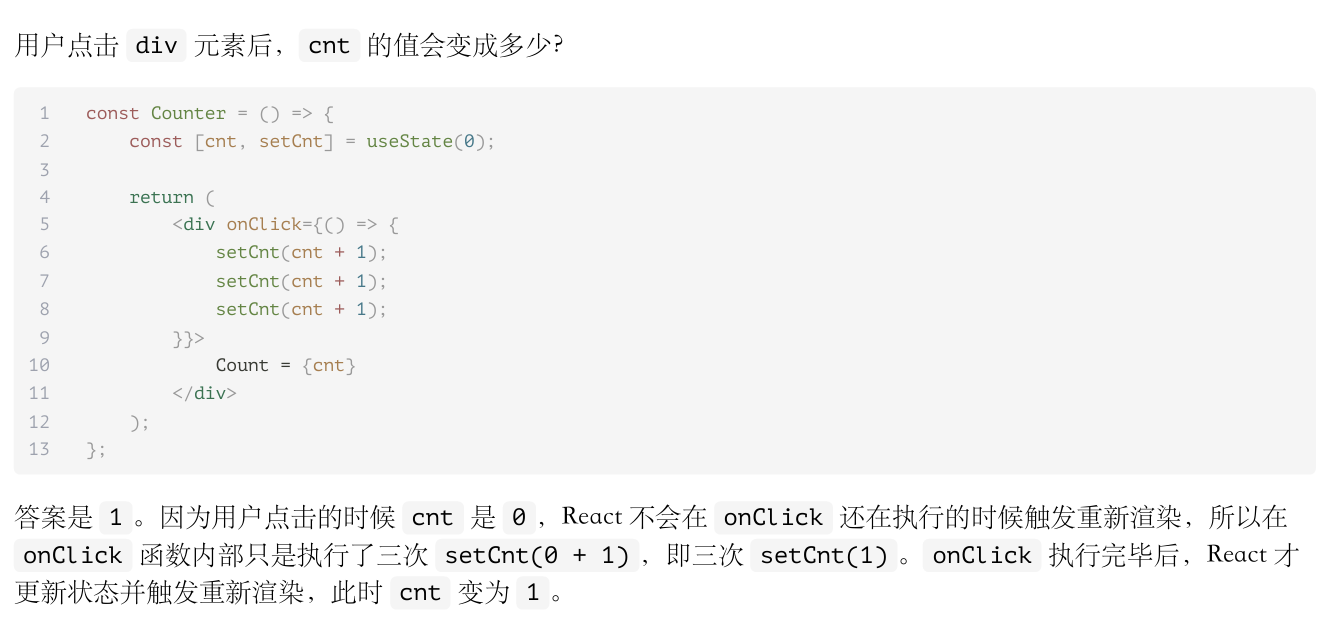 用户点击 div 元素后，cnt 的值会变成多少?
1 const Counter = () => {
2     const [cnt, setCnt] = useState(0);
3
4     return (
5         <div onClick={() => {
6             setCnt(cnt + 1);
7             setCnt(cnt + 1);
8             setCnt(cnt + 1);
9         }}>
10             Count = {cnt}
11         </div>
12     );
13 };
答案是 1 。因为用户点击的时候 cnt 是 0 ，React 不会在 onClick 还在执行的时候触发重新渲染，所以在
onClick 函数内部只是执行了三次 setCnt(0 + 1) ，即三次 setCnt(1) 。onClick 执行完毕后，React 才
更新状态并触发重新渲染，此时 cnt 变为 1 。